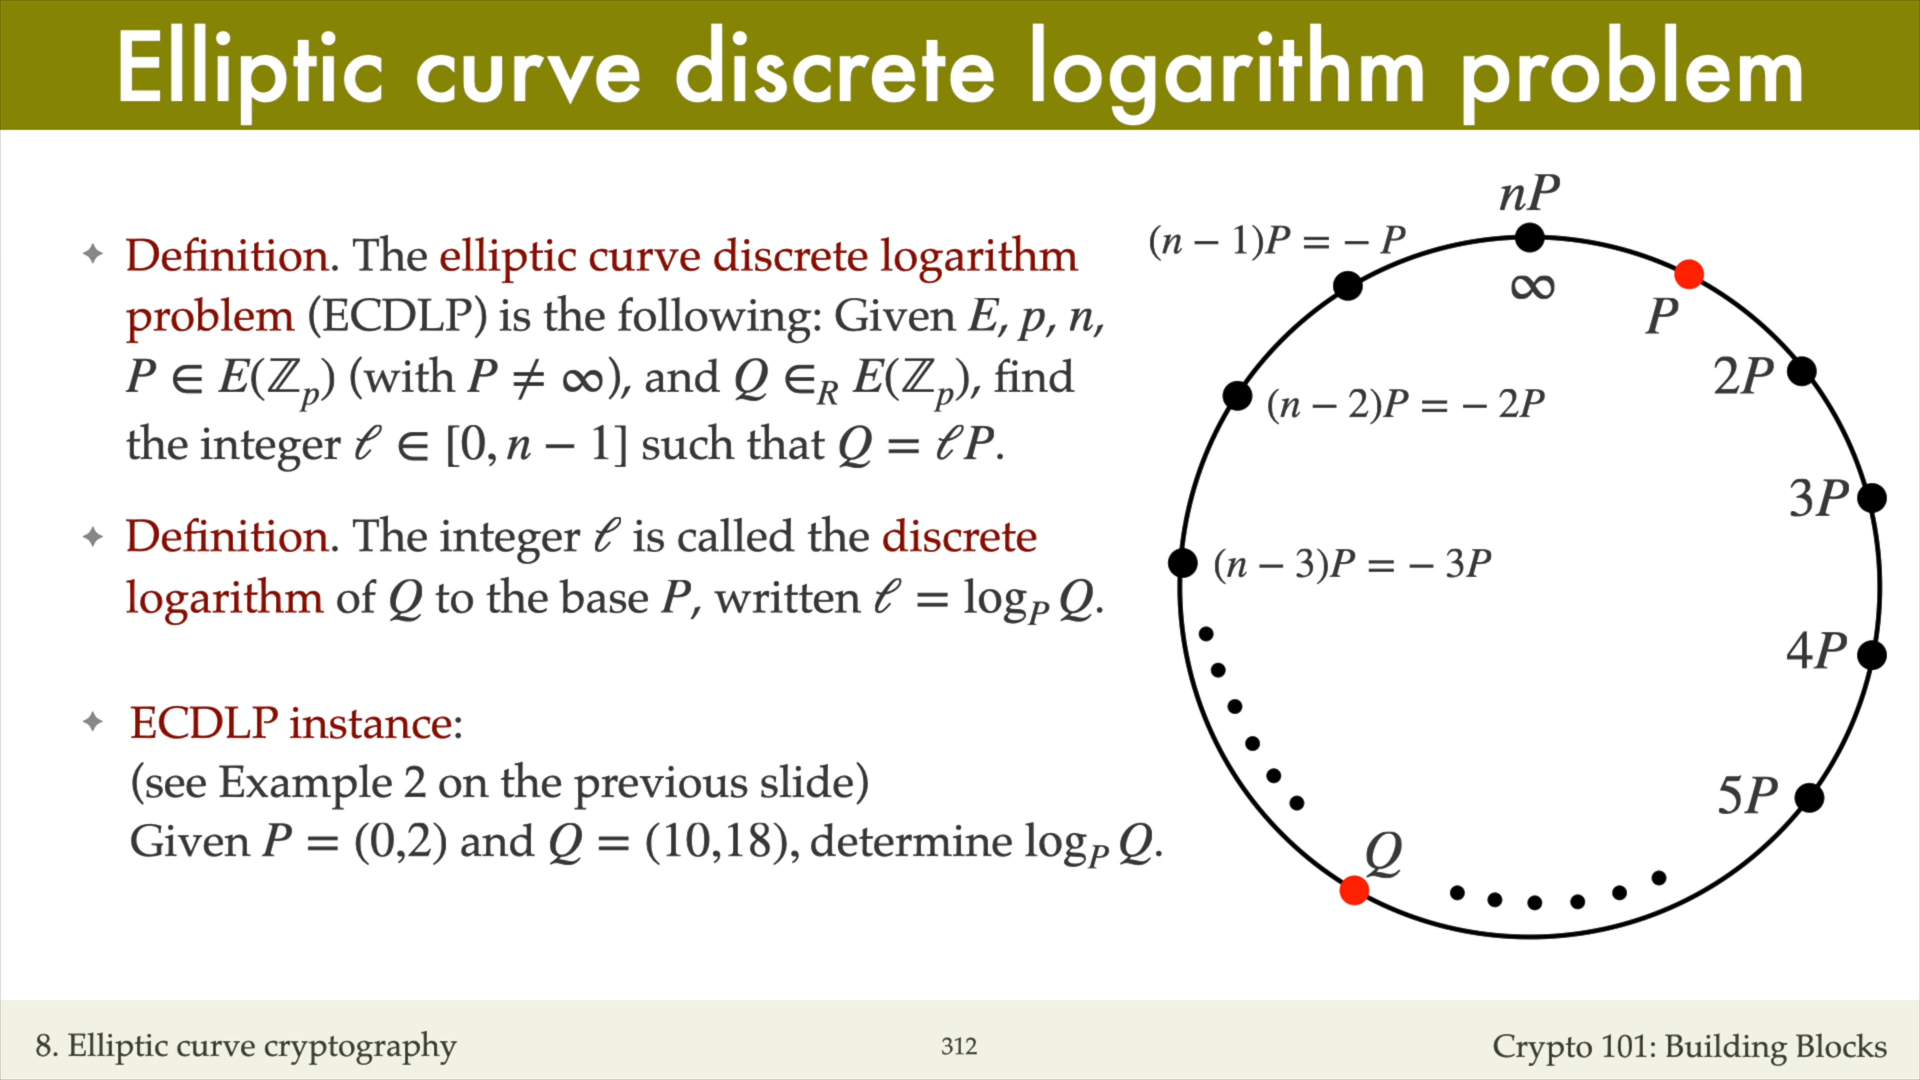 Elliptic curve discrete logarithm problem
✦ Definition. The elliptic curve discrete logarithm
problem (ECDLP) is the following: Given E, p, n,
P ∈ E(ℤₚ) (with P ≠ ∞), and Q ∈_R E(ℤₚ), find
the integer ℓ ∈ [0, n − 1] such that Q = ℓP.
✦ Definition. The integer ℓ is called the discrete
logarithm of Q to the base P, written ℓ = log_P Q.
✦ ECDLP instance:
(see Example 2 on the previous slide)
Given P = (0,2) and Q = (10,18), determine log_P Q.
nP
∞
P
2P
3P
4P
5P
Q
(n − 3)P = − 3P
(n − 2)P = − 2P
(n − 1)P = − P
8. Elliptic curve cryptography
312
Crypto 101: Building Blocks